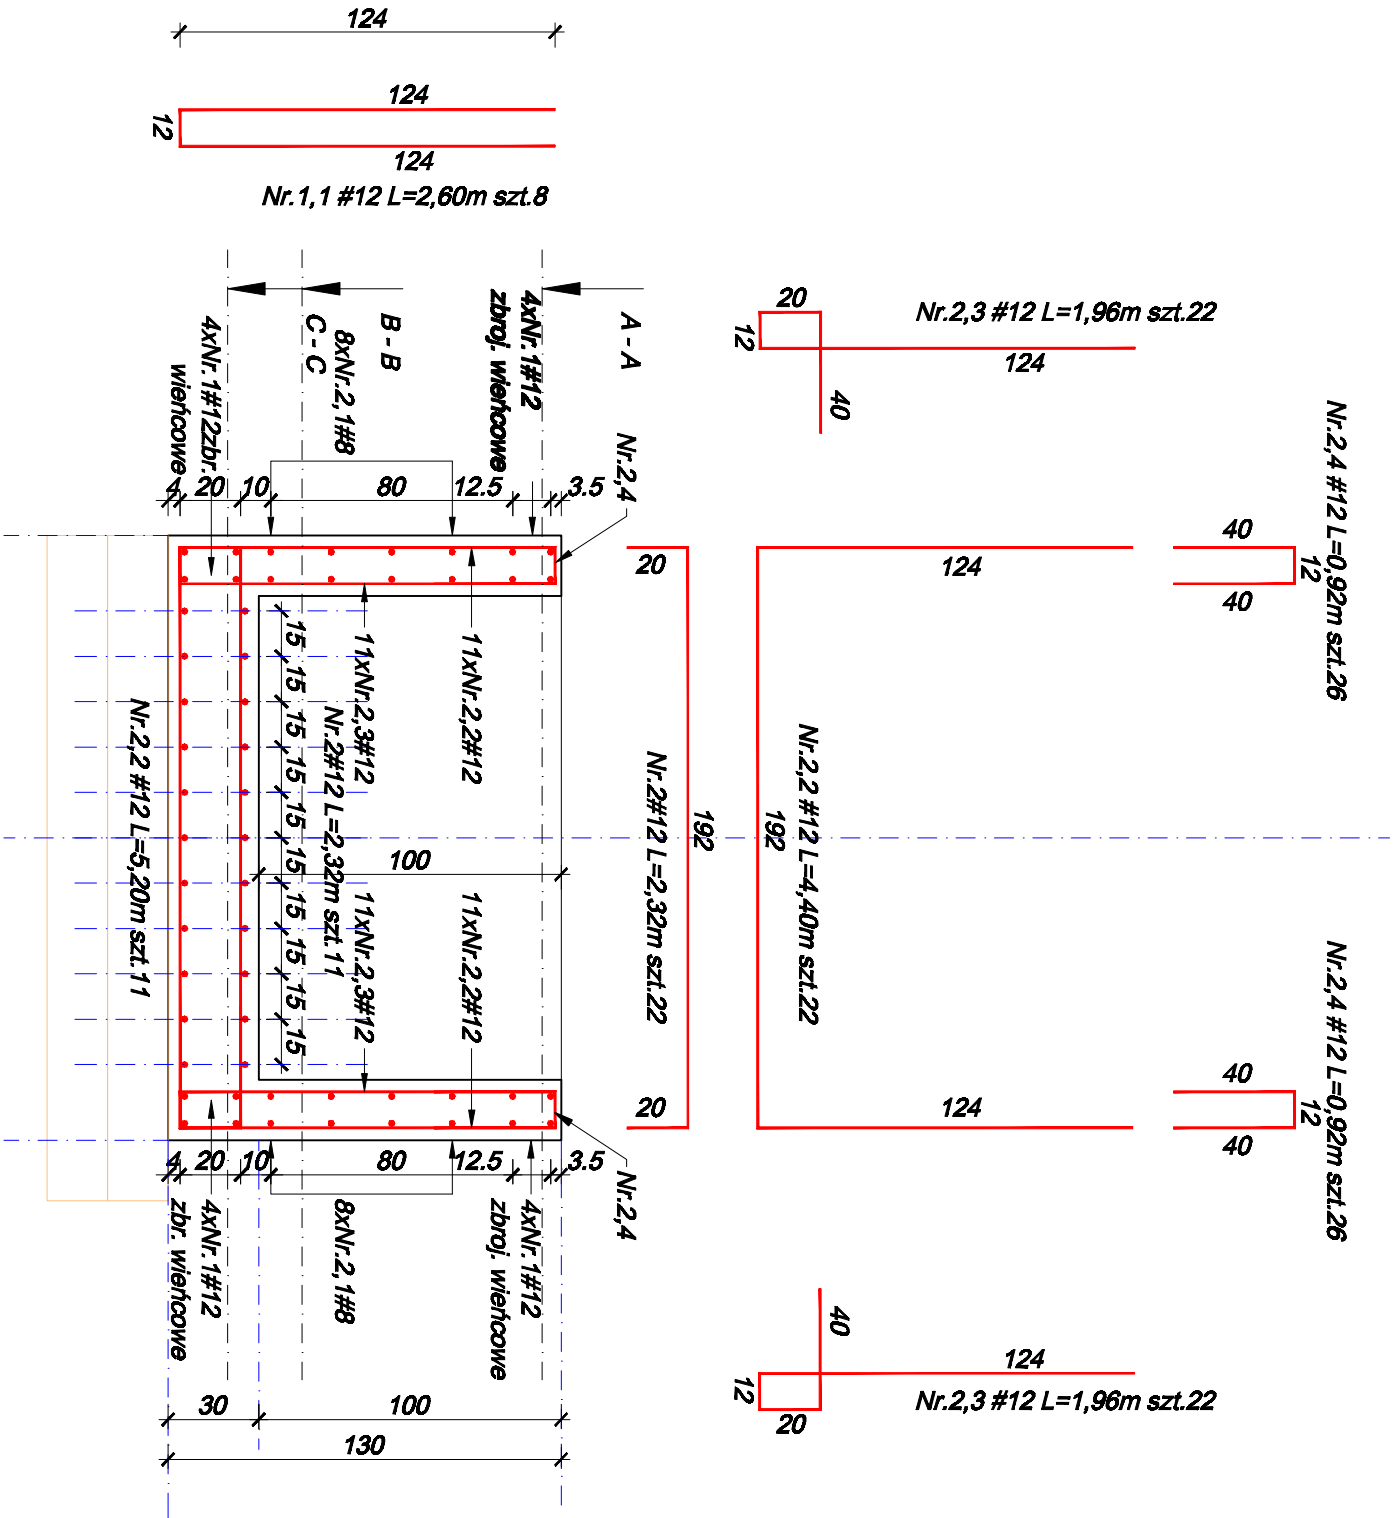 124
124
12
124
Nr.1,1 #12 L=2,60m szt.8
A - A
B - B
C - C
4xNr.1#12
zbroj. wieńcowe
8xNr.2,1#8
4xNr.1#12zbr.
wieńcowe
Nr.2,4
4
20
10
80
12.5
3.5
20
12
40
Nr.2,3 #12 L=1,96m szt.22
124
Nr.2,4 #12 L=0,92m szt.26
40
12
40
20
192
20
Nr.2#12 L=2,32m szt.22
124
192
124
Nr.2,2 #12 L=4,40m szt.22
11xNr.2,2#12
11xNr.2,3#12
Nr.2#12 L=2,32m szt.11
15
15
15
15
15
15
15
15
15
15
100
Nr.2,2 #12 L=5,20m szt.11
11xNr.2,2#12
11xNr.2,3#12
Nr.2,4 #12 L=0,92m szt.26
40
12
40
4
20
10
80
12.5
3.5
Nr.2,4
4xNr.1#12
zbroj. wieńcowe
8xNr.2,1#8
4xNr.1#12
zbr. wieńcowe
40
124
12
20
Nr.2,3 #12 L=1,96m szt.22
30
100
130